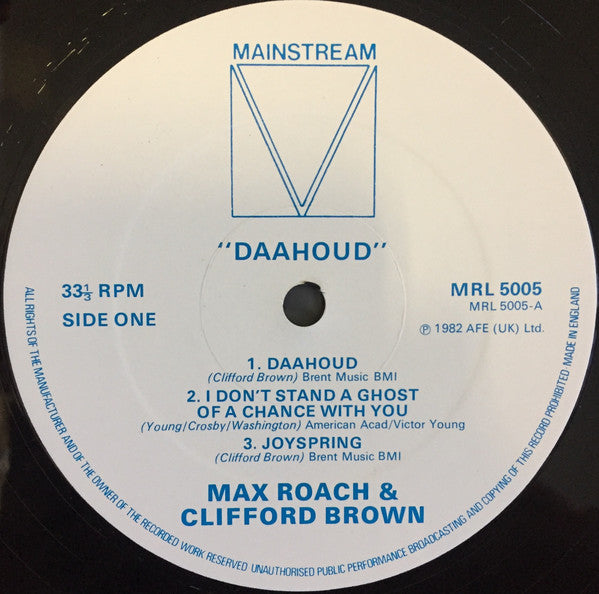 MAINSTREAM
"DAAHOUD"
33⅓ RPM
SIDE ONE
MRL 5005
MRL 5005-A
℗ 1982 AFE (UK) Ltd.
1. DAAHOUD
(Clifford Brown) Brent Music BMI
2. I DON'T STAND A GHOST
OF A CHANCE WITH YOU
(Young/Crosby/Washington) American Acad/Victor Young
3. JOYSPRING
(Clifford Brown) Brent Music BMI
MAX ROACH &
CLIFFORD BROWN
ALL RIGHTS OF THE MANUFACTURER AND OF THE OWNER OF THE RECORDED WORK RESERVED UNAUTHORISED PUBLIC PERFORMANCE BROADCASTING AND COPYING OF THIS RECORD PROHIBITED MADE IN ENGLAND